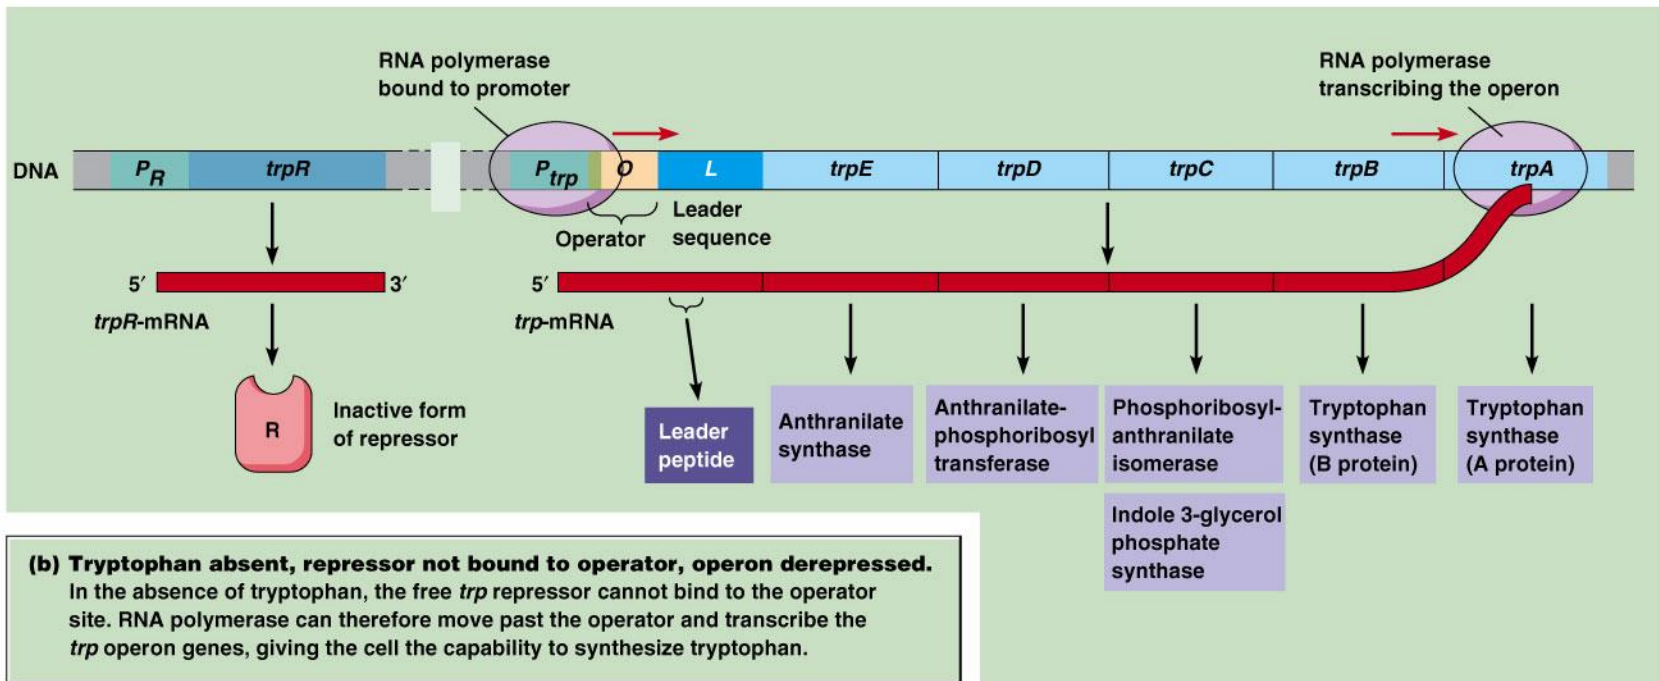 RNA polymerase
bound to promoter
RNA polymerase
transcribing the operon
DNA
PR
trpR
Ptrp
O
L
trpE
trpD
trpC
trpB
trpA
Operator
Leader
sequence
5′
3′
trpR-mRNA
5′
trp-mRNA
R
Inactive form
of repressor
Leader
peptide
Anthranilate
synthase
Anthranilate-
phosphoribosyl
transferase
Phosphoribosyl-
anthranilate
isomerase
Indole 3-glycerol
phosphate
synthase
Tryptophan
synthase
(B protein)
Tryptophan
synthase
(A protein)
(b) Tryptophan absent, repressor not bound to operator, operon derepressed.
In the absence of tryptophan, the free trp repressor cannot bind to the operator
site. RNA polymerase can therefore move past the operator and transcribe the
trp operon genes, giving the cell the capability to synthesize tryptophan.